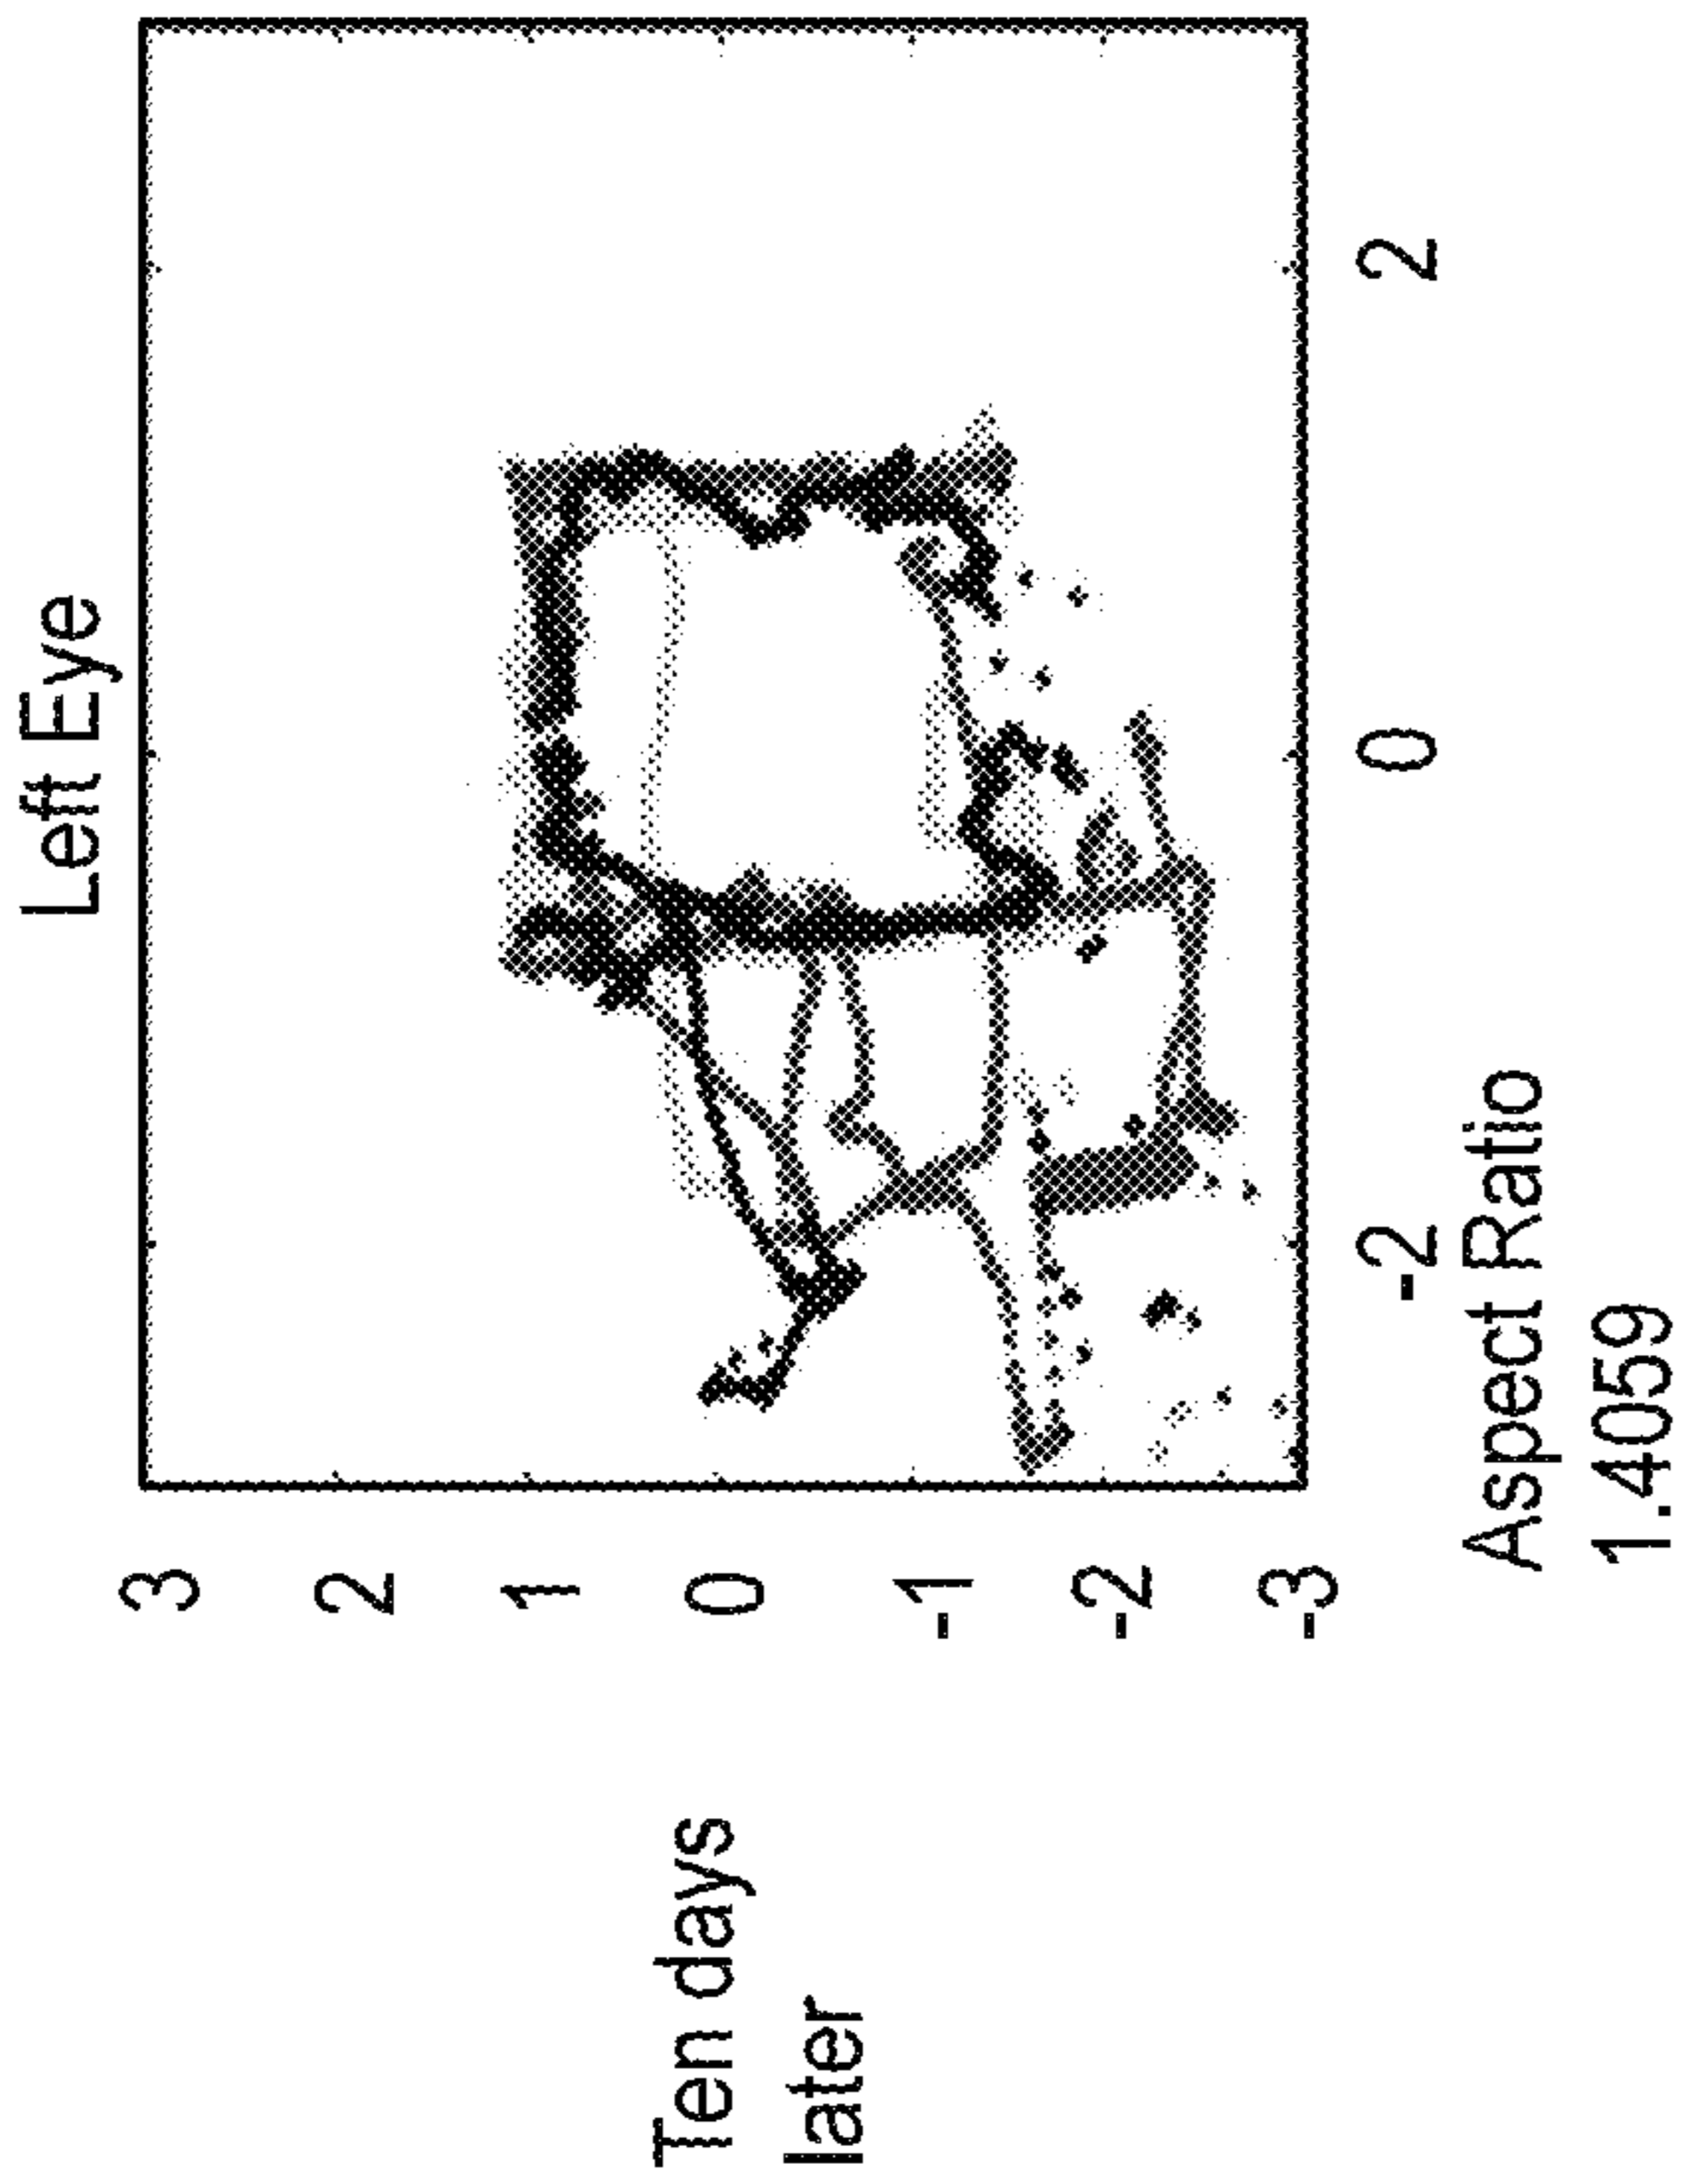 Left Eye
Ten days
later
3
2
1
0
-1
-2
-3
-2
0
2
Aspect Ratio
1.4059